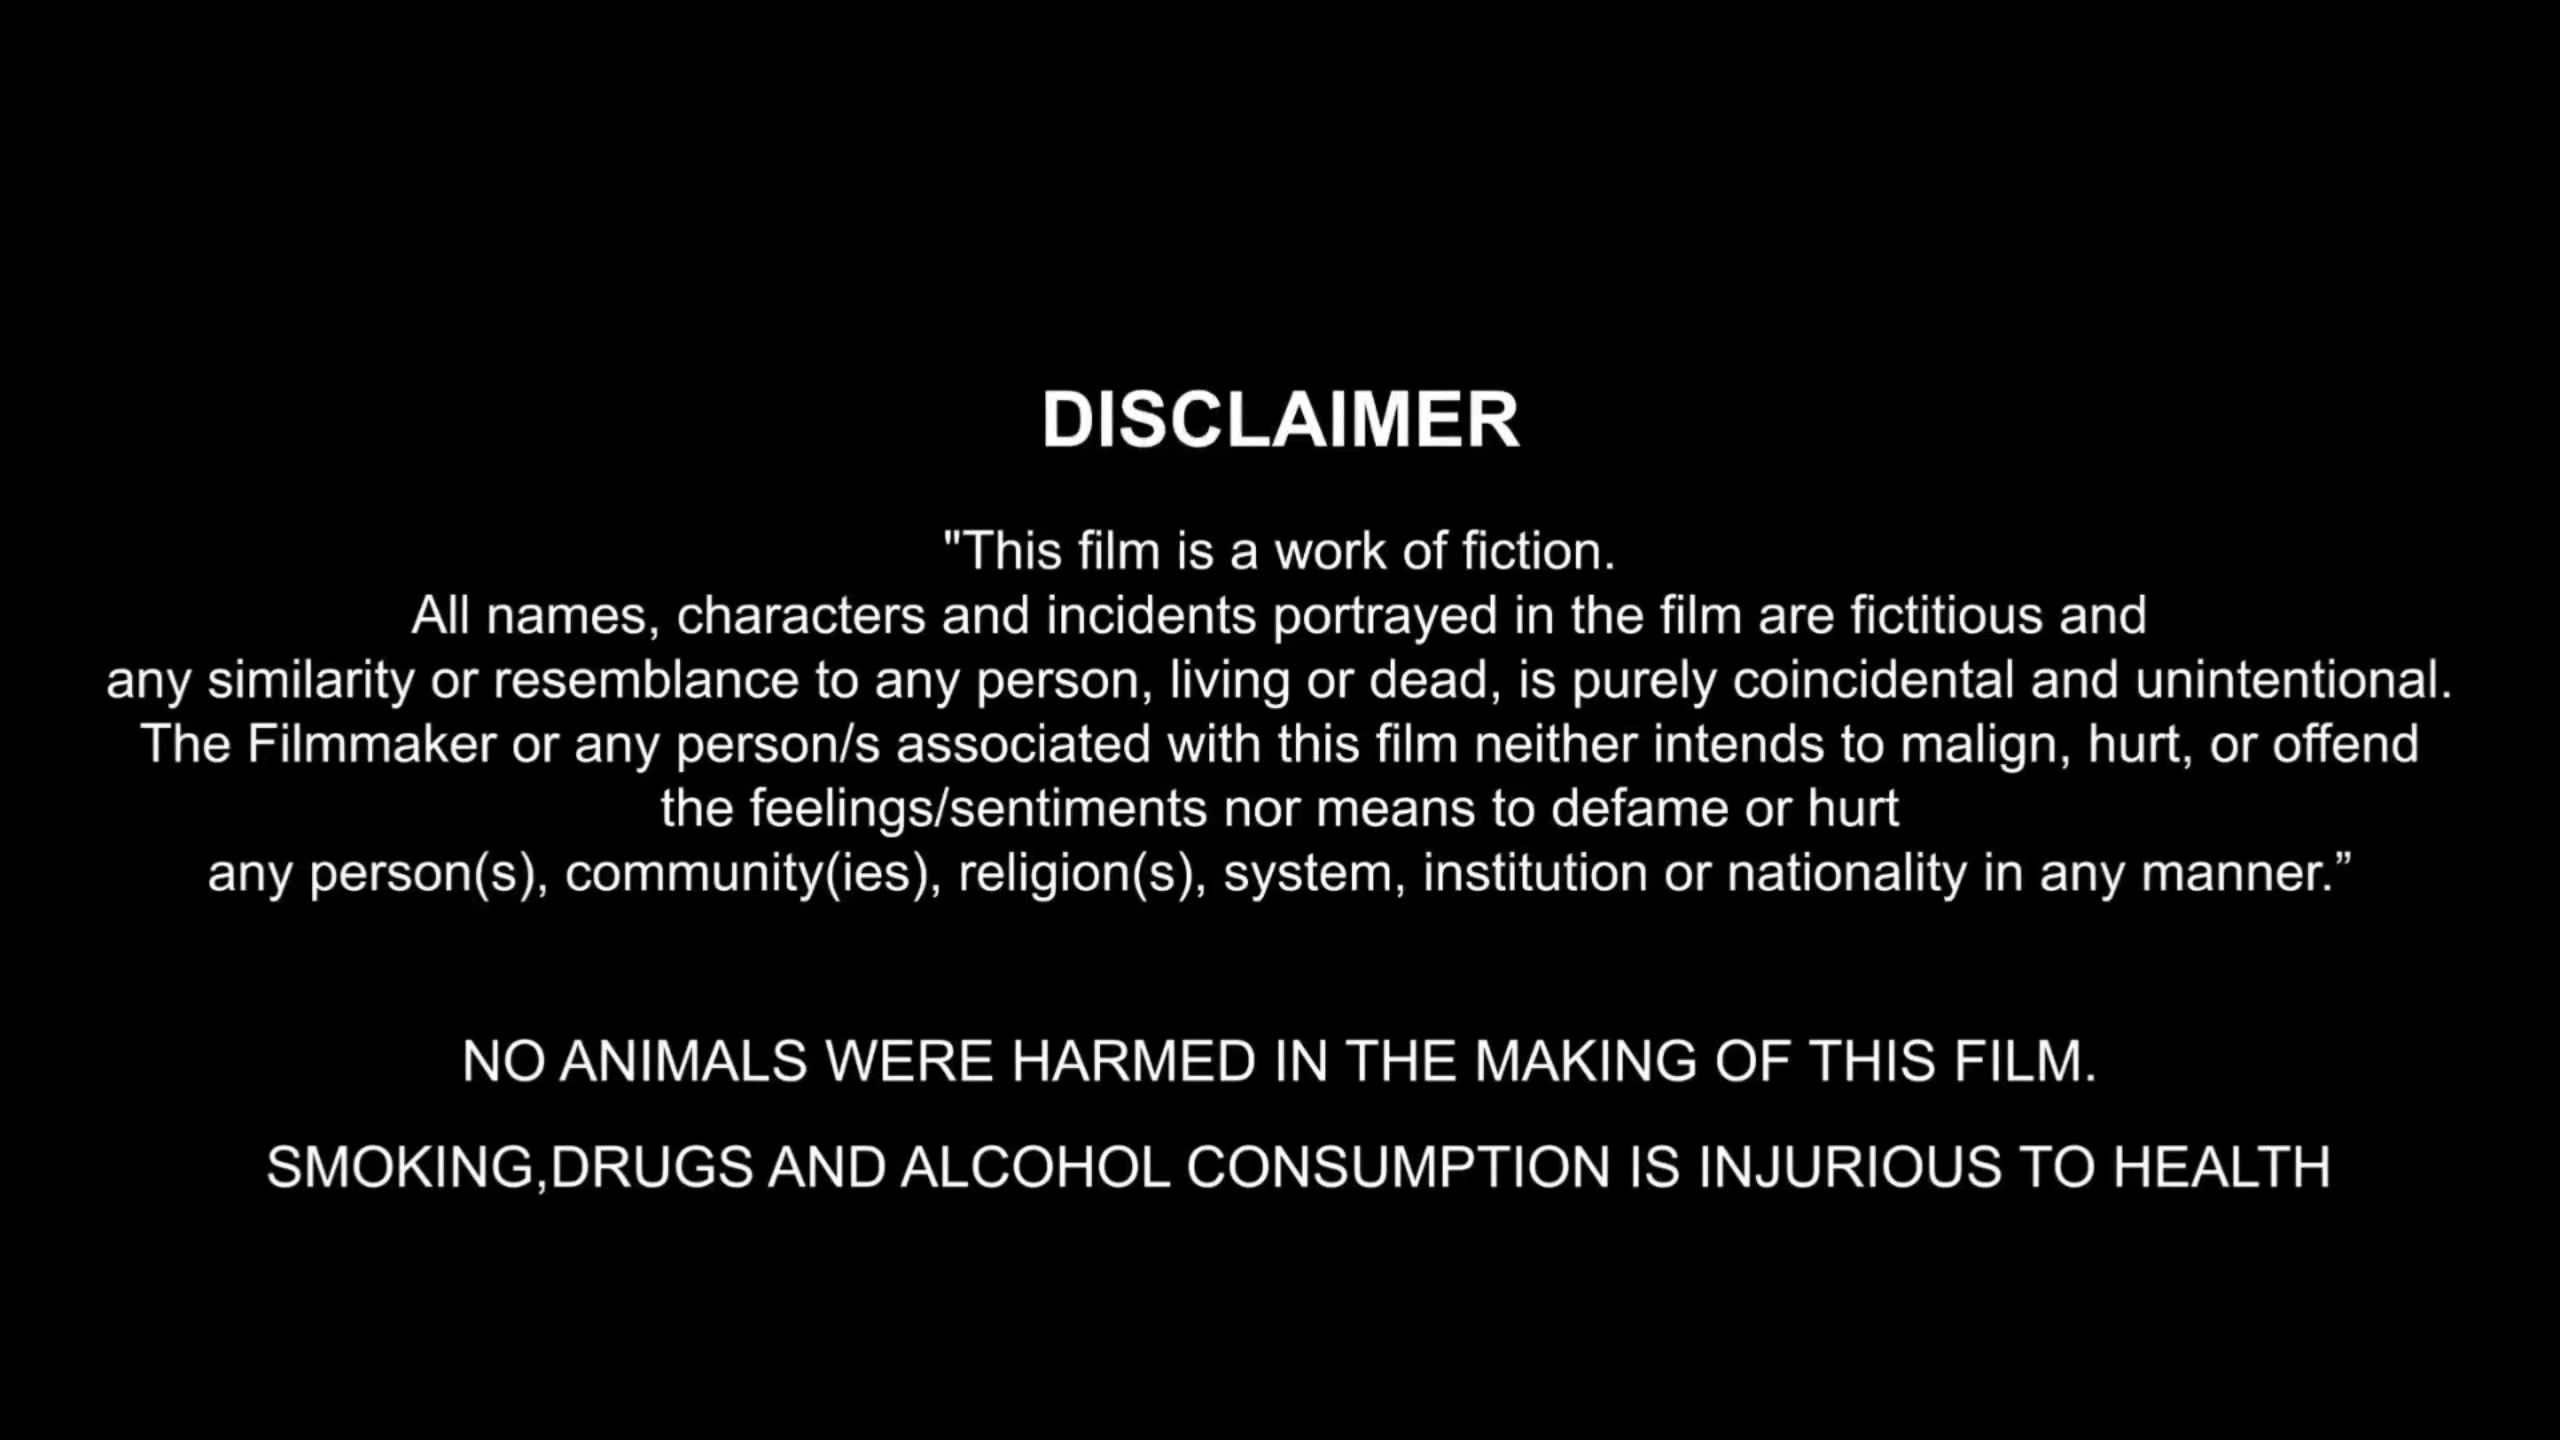 DISCLAIMER
"This film is a work of fiction.
All names, characters and incidents portrayed in the film are fictitious and
any similarity or resemblance to any person, living or dead, is purely coincidental and unintentional.
The Filmmaker or any person/s associated with this film neither intends to malign, hurt, or offend
the feelings/sentiments nor means to defame or hurt
any person(s), community(ies), religion(s), system, institution or nationality in any manner.”
NO ANIMALS WERE HARMED IN THE MAKING OF THIS FILM.
SMOKING,DRUGS AND ALCOHOL CONSUMPTION IS INJURIOUS TO HEALTH